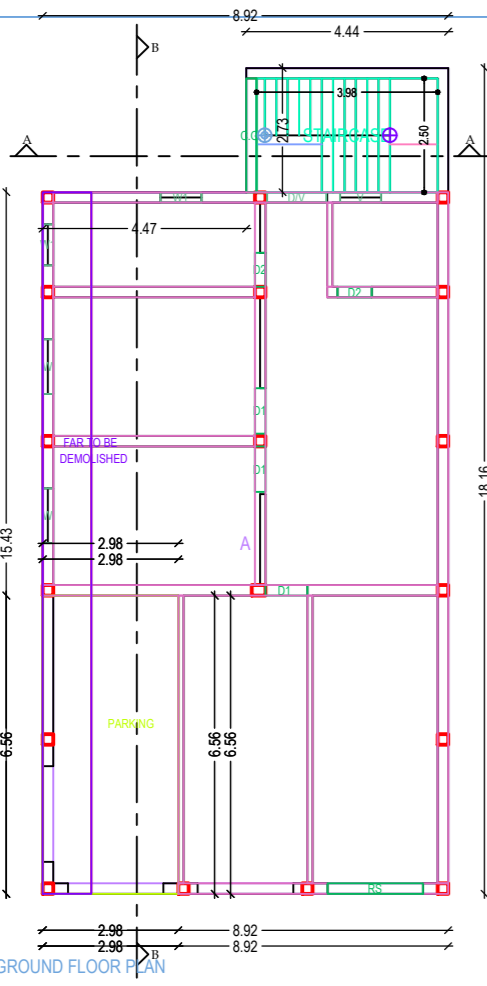 8.92
B
4.44
3.98
A
C.O
2.73
STAIRCASE
2.50
A
W1
D/V
V
4.47
W1
D2
D2
W
18.16
D1
FAR TO BE
DEMOLISHED
D1
W
15.43
2.98
A
2.98
D1
6.56
6.56
6.56
PARKING
RS
2.98
8.92
2.98
B
8.92
GROUND FLOOR PLAN